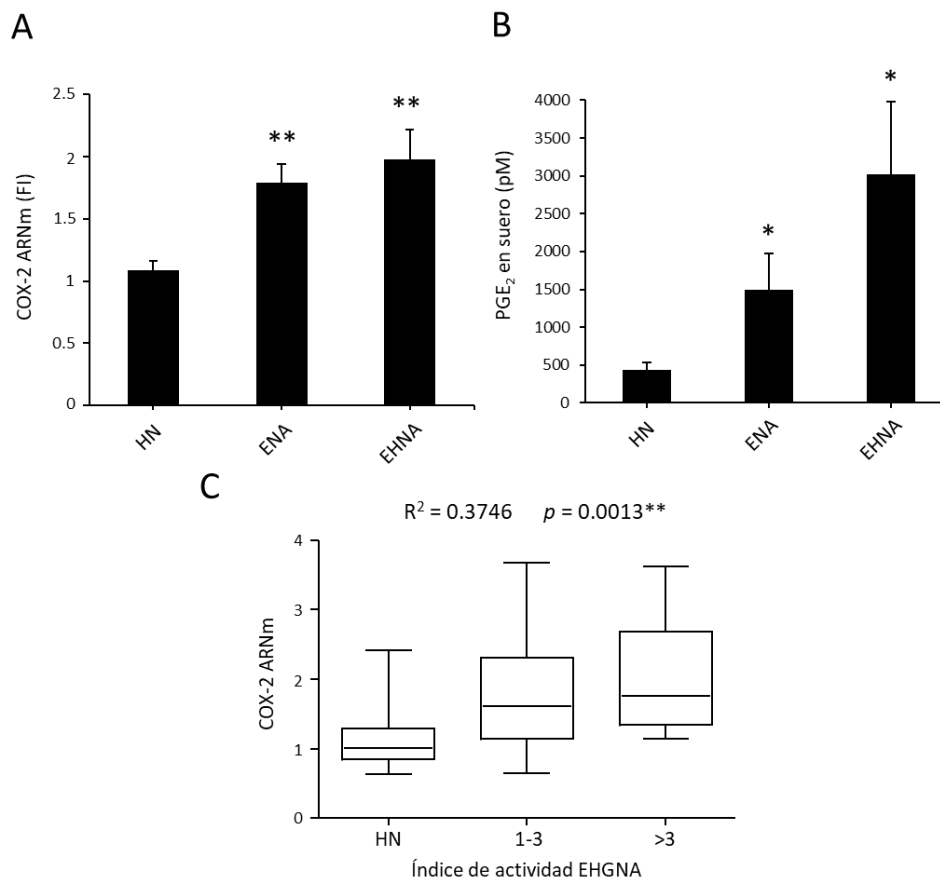 A
COX-2 ARNm (FI)
2.5
2
1.5
1
0.5
0
**
**
HN
ENA
EHNA
B
PGE2 en suero (pM)
4000
3500
3000
2500
2000
1500
1000
500
0
*
*
HN
ENA
EHNA
C
R2 = 0.3746 p = 0.0013**
COX-2 ARNm
4
3
2
1
0
HN
1-3
>3
Índice de actividad EHGNA